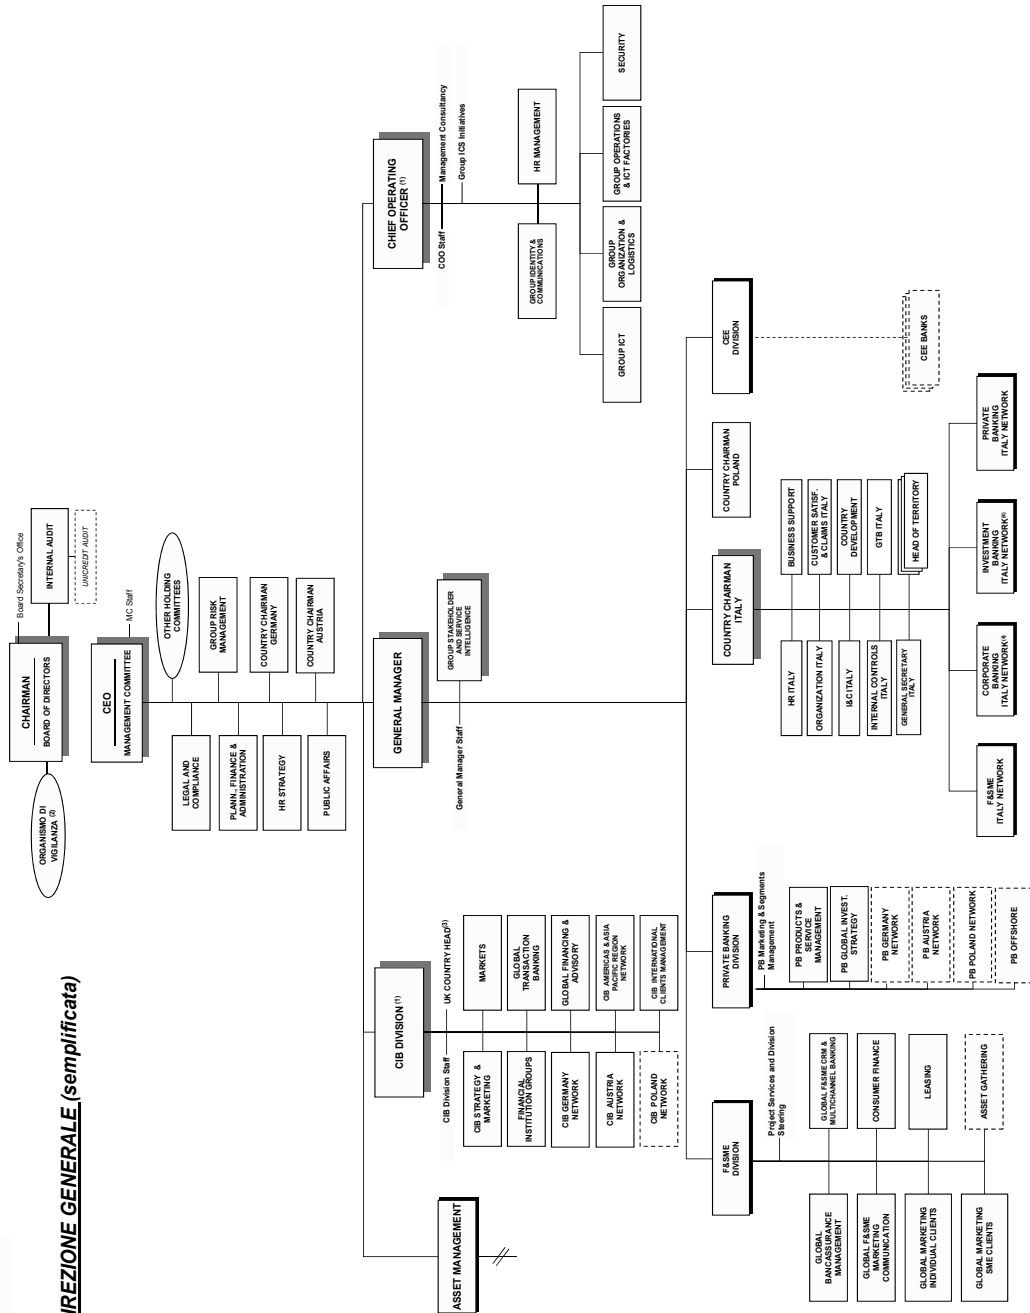 IREZIONE GENERALE (semplificata)
Board Secretary's Office
CHAIRMAN
BOARD OF DIRECTORS
INTERNAL AUDIT
UNICREDIT AUDIT
ORGANISMO DI
VIGILANZA (2)
CEO
MANAGEMENT COMMITTEE
MC Staff
OTHER HOLDING
COMMITTEES
LEGAL AND
COMPLIANCE
GROUP RISK
MANAGEMENT
PLANN., FINANCE &
ADMINISTRATION
COUNTRY CHAIRMAN
GERMANY
HR STRATEGY
COUNTRY CHAIRMAN
AUSTRIA
PUBLIC AFFAIRS
ASSET MANAGEMENT
CIB DIVISION (1)
CIB Division Staff
UK COUNTRY HEAD(3)
CIB STRATEGY &
MARKETING
MARKETS
FINANCIAL
INSTITUTION GROUPS
GLOBAL
TRANSACTION
BANKING
CIB GERMANY
NETWORK
GLOBAL FINANCING &
ADVISORY
CIB AUSTRIA
NETWORK
CIB AMERICAS & ASIA
PACIFIC REGION
NETWORK
CIB POLAND
NETWORK
CIB INTERNATIONAL
CLIENTS MANAGEMENT
GENERAL MANAGER
General Manager Staff
GROUP STAKEHOLDER
AND SERVICE
INTELLIGENCE
CHIEF OPERATING
OFFICER (1)
COO Staff
Management Consultancy
Group ICS Initiatives
GROUP IDENTITY &
COMMUNICATIONS
HR MANAGEMENT
GROUP ICT
GROUP
ORGANIZATION &
LOGISTICS
GROUP OPERATIONS
& ICT FACTORIES
SECURITY
F&SME
DIVISION
Project Services and Division
Steering
GLOBAL
BANCASSURANCE
MANAGEMENT
GLOBAL F&SME CRM &
MULTICHANNEL BANKING
GLOBAL F&SME
MARKETING
COMMUNICATION
CONSUMER FINANCE
GLOBAL MARKETING
INDIVIDUAL CLIENTS
LEASING
GLOBAL MARKETING
SME CLIENTS
ASSET GATHERING
PRIVATE BANKING
DIVISION
PB Marketing & Segments
Management
PB PRODUCTS &
SERVICE
MANAGEMENT
PB GLOBAL INVEST.
STRATEGY
PB GERMANY
NETWORK
PB AUSTRIA
NETWORK
PB POLAND NETWORK
PB OFFSHORE
COUNTRY CHAIRMAN
ITALY
HR ITALY
BUSINESS SUPPORT
ORGANIZATION ITALY
CUSTOMER SATISF.
& CLAIMS ITALY
I&C ITALY
COUNTRY
DEVELOPMENT
INTERNAL CONTROLS
ITALY
GTB ITALY
GENERAL SECRETARY
ITALY
HEAD OF TERRITORY
F&SME
ITALY NETWORK
CORPORATE
BANKING
ITALY NETWORK(4)
INVESTMENT
BANKING
ITALY NETWORK(4)
PRIVATE
BANKING
ITALY NETWORK
COUNTRY CHAIRMAN
POLAND
CEE
DIVISION
CEE BANKS